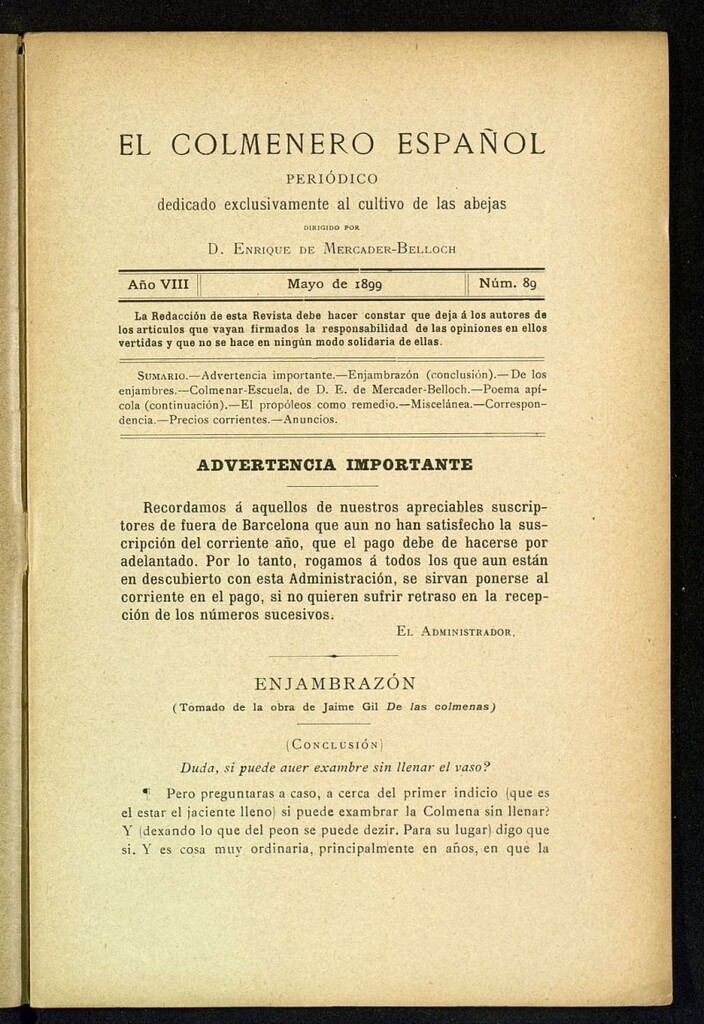 EL COLMENERO ESPAÑOL
PERIÓDICO
dedicado exclusivamente al cultivo de las abejas
DIRIGIDO POR
D. ENRIQUE DE MERCADER-BELLOCH
Año VIII Mayo de 1899 Núm. 89
La Redacción de esta Revista debe hacer constar que deja á los autores de
los articulos que vayan firmados la responsabilidad de las opiniones en ellos
vertidas y que no se hace en ningún modo solidaria de ellas.
SUMARIO.—Advertencia importante.—Enjambrazón (conclusión).—De los
enjambres.—Colmenar-Escuela, de D. E. de Mercader-Belloch.—Poema apí-
cola (continuación).—El propóleos como remedio.—Miscelánea.—Correspon-
dencia.—Precios corrientes.—Anuncios.
ADVERTENCIA IMPORTANTE
Recordamos á aquellos de nuestros apreciables suscrip-
tores de fuera de Barcelona que aun no han satisfecho la sus-
cripción del corriente año, que el pago debe de hacerse por
adelantado. Por lo tanto, rogamos á todos los que aun están
en descubierto con esta Administración, se sirvan ponerse al
corriente en el pago, si no quieren sufrir retraso en la recep-
ción de los números sucesivos.
EL ADMINISTRADOR.
ENJAMBRAZÓN
(Tomado de la obra de Jaime Gil De las colmenas)
(CONCLUSIÓN)
Duda, si puede auer exambre sin llenar el vaso?
¶ Pero preguntaras a caso, a cerca del primer indicio (que es
el estar el jaciente lleno) si puede exambrar la Colmena sin llenar?
Y (dexando lo que del peon se puede dezir. Para su lugar) digo que
si. Y es cosa muy ordinaria, principalmente en años, en que la